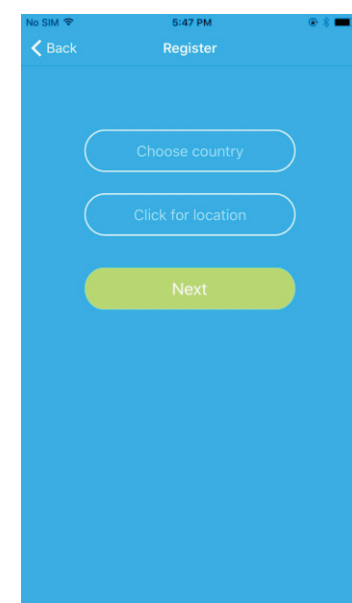 No SIM 5:47 PM
Back Register
Choose country
Click for location
Next